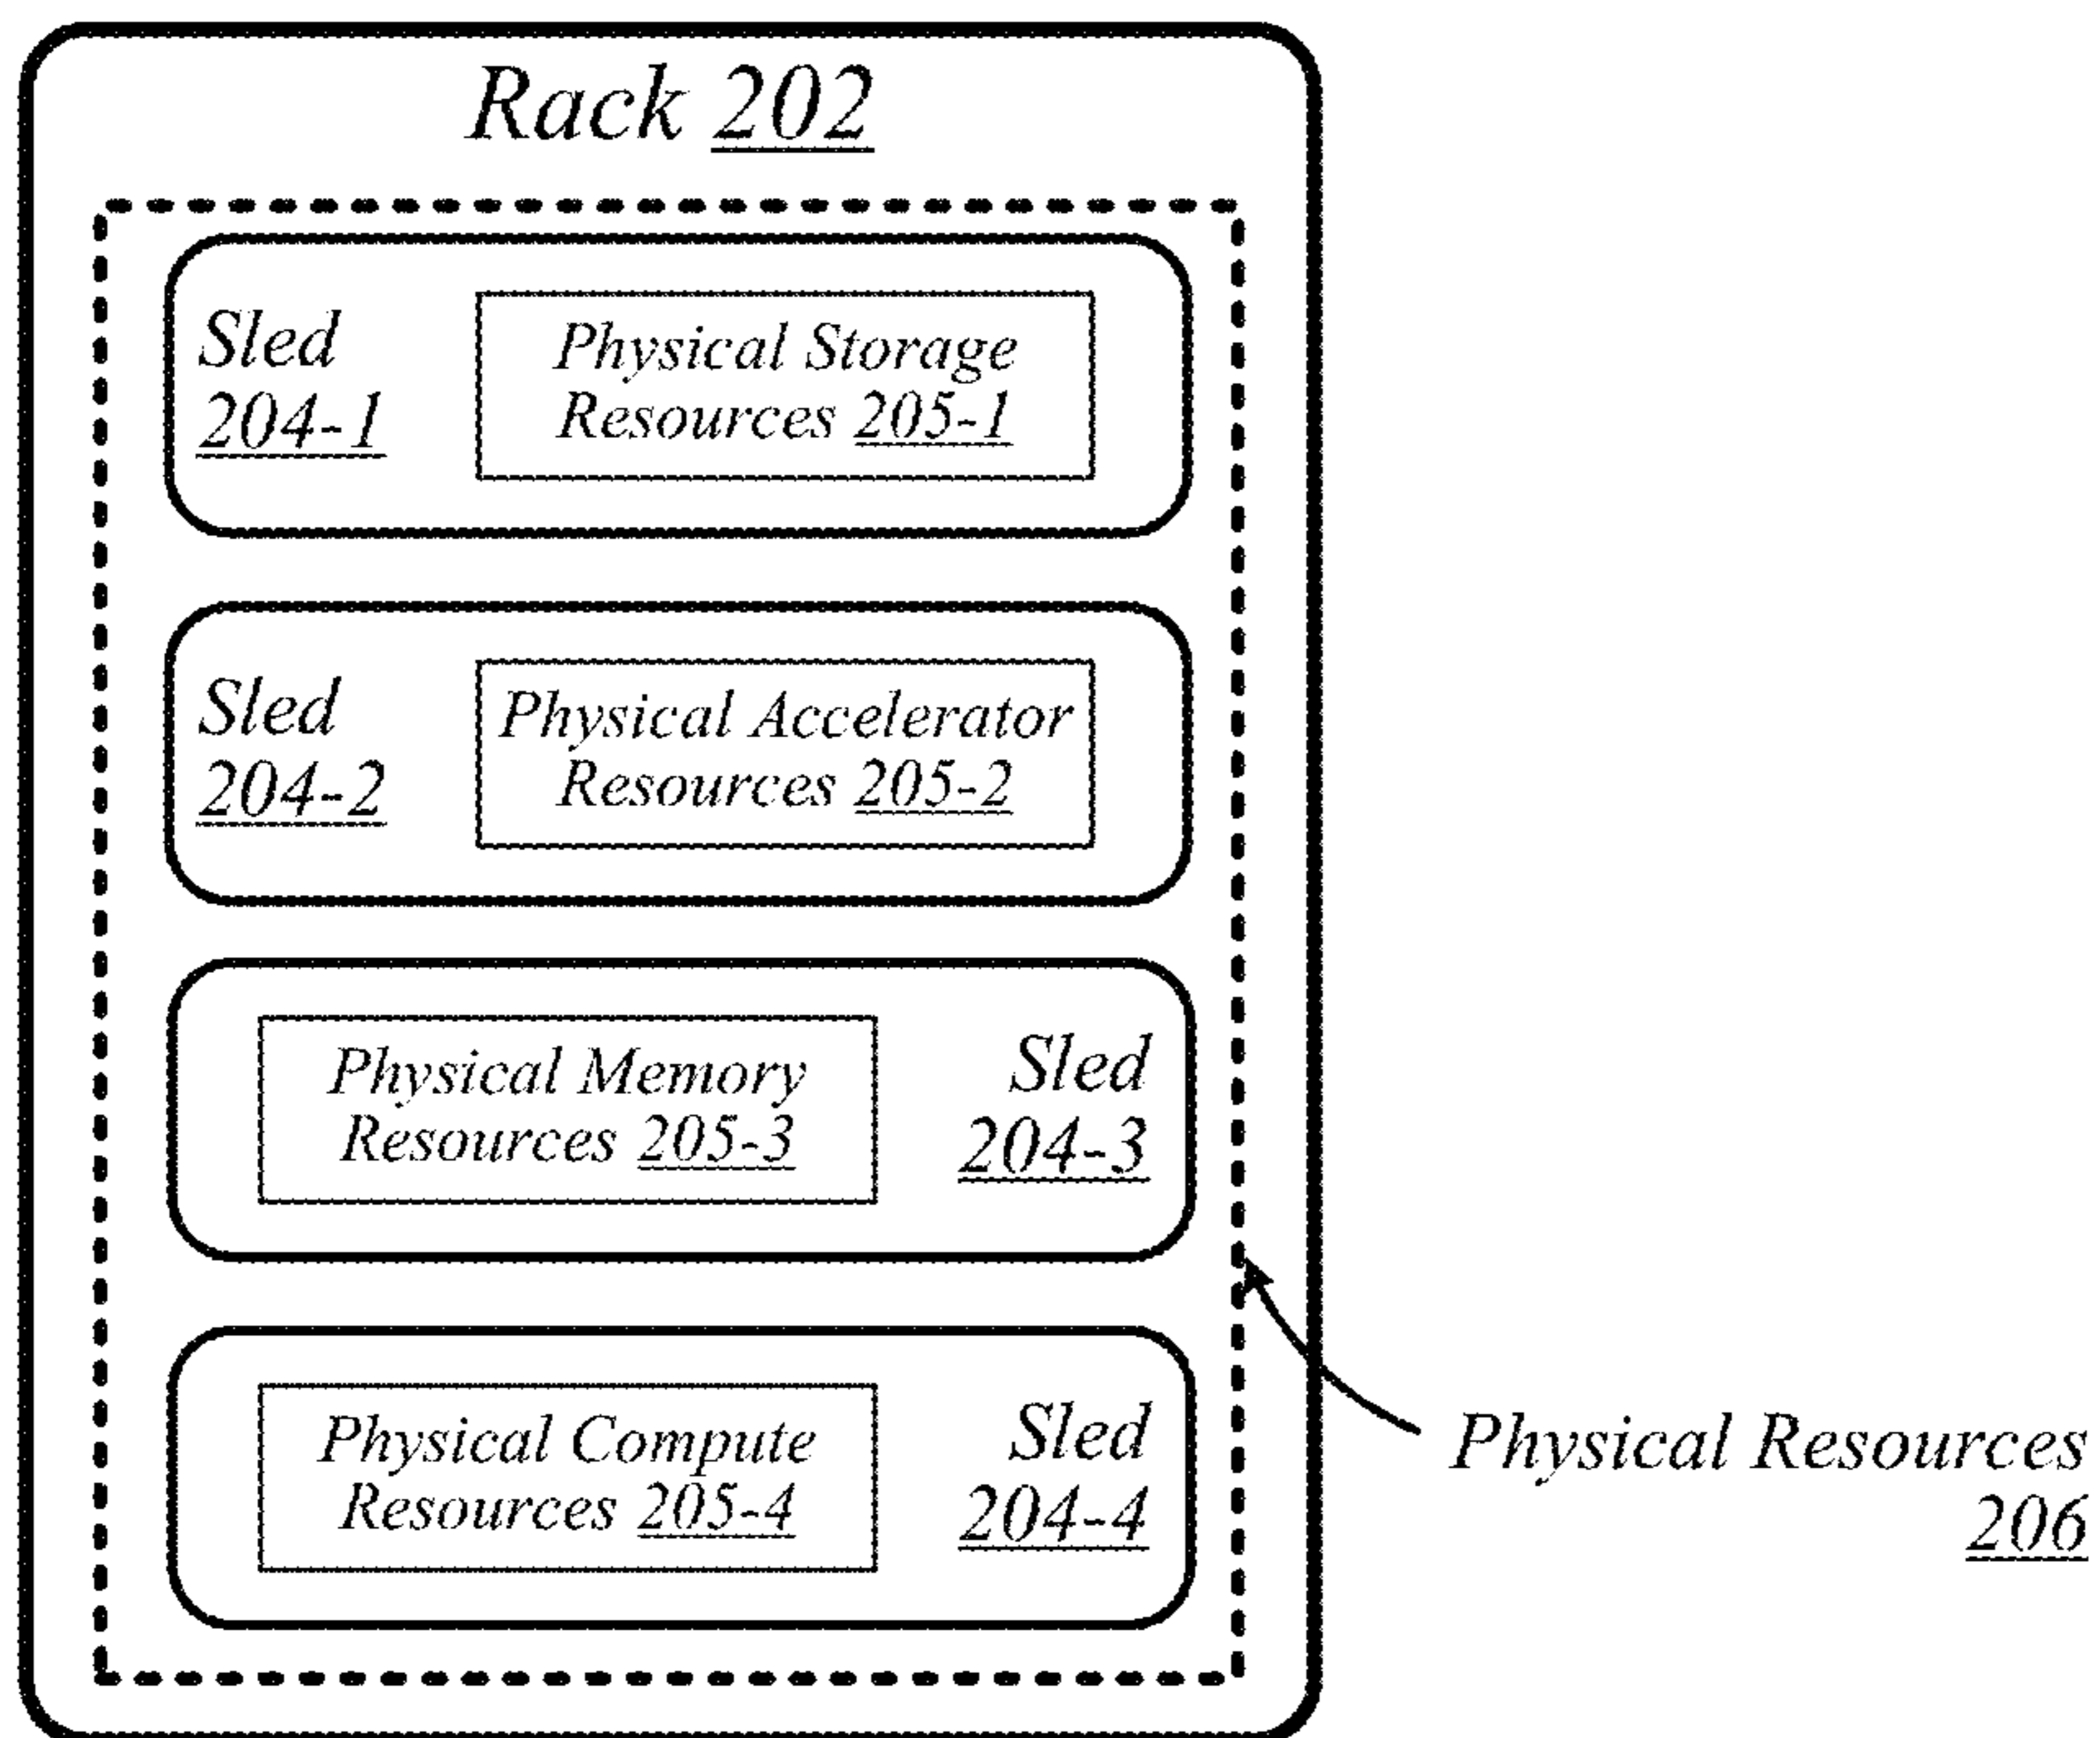 Rack 202
Sled
204-1
Physical Storage
Resources 205-1
Sled
204-2
Physical Accelerator
Resources 205-2
Physical Memory
Resources 205-3
Sled
204-3
Physical Compute
Resources 205-4
Sled
204-4
Physical Resources
206